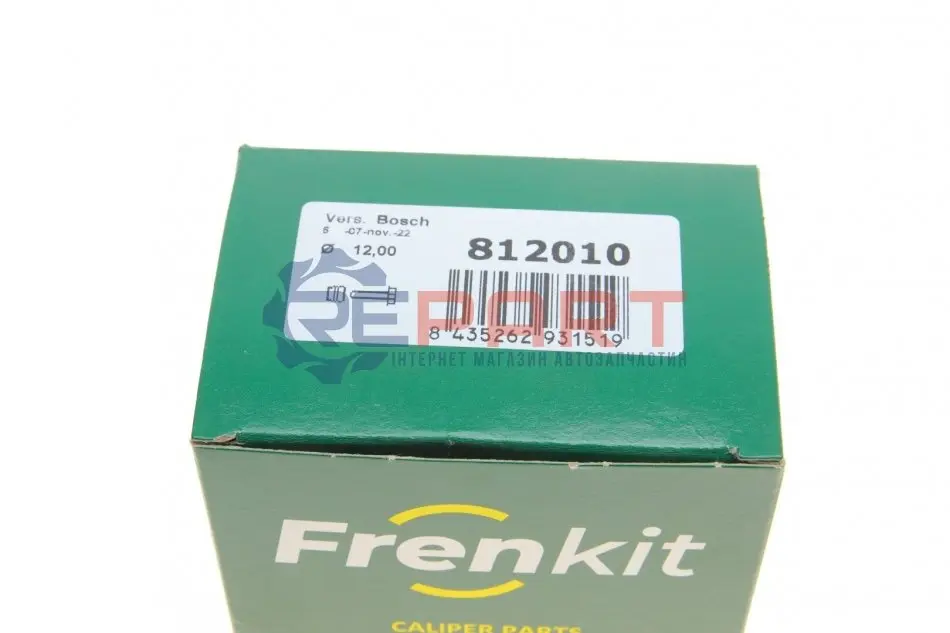 Vers. Bosch
5 -07-nov.-22
Ø 12,00
812010
8 435262 931519
REPART
ІНТЕРНЕТ МАГАЗИН АВТОЗАПЧАСТИН
Frenkit
CALIPER PARTS